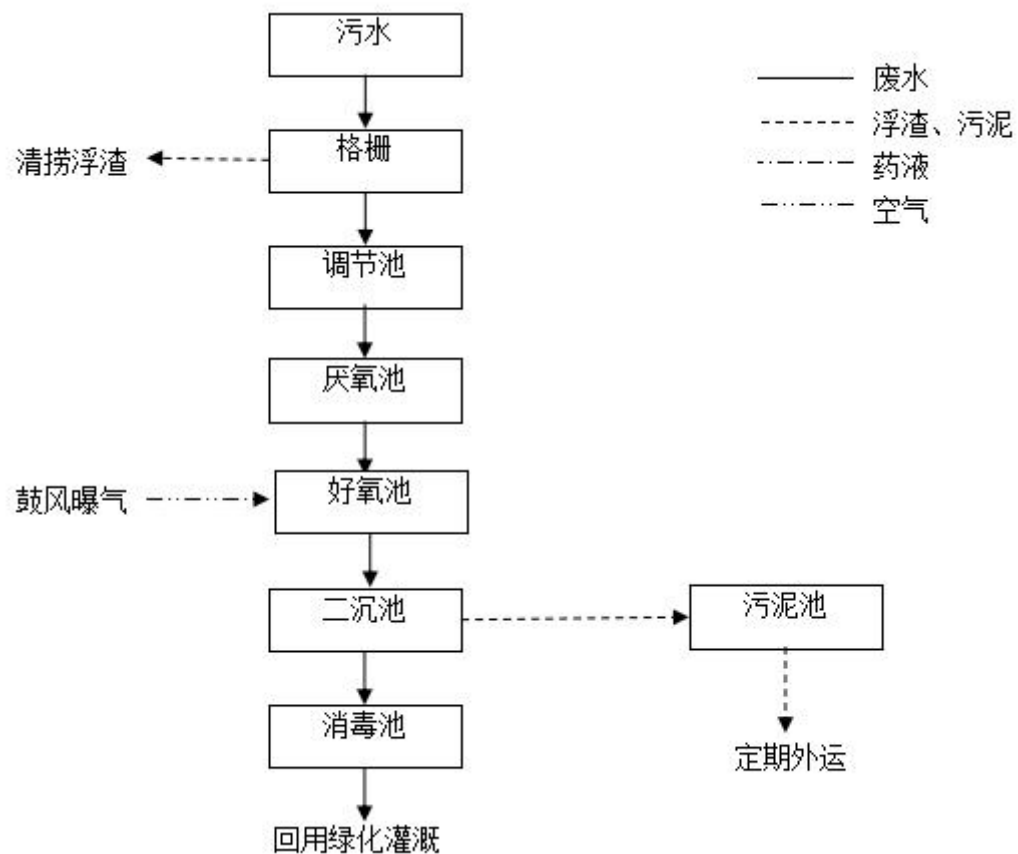 污水
废水
浮渣、污泥
药液
空气
格栅
清捞浮渣
调节池
厌氧池
鼓风曝气
好氧池
二沉池
污泥池
消毒池
定期外运
回用绿化灌溉